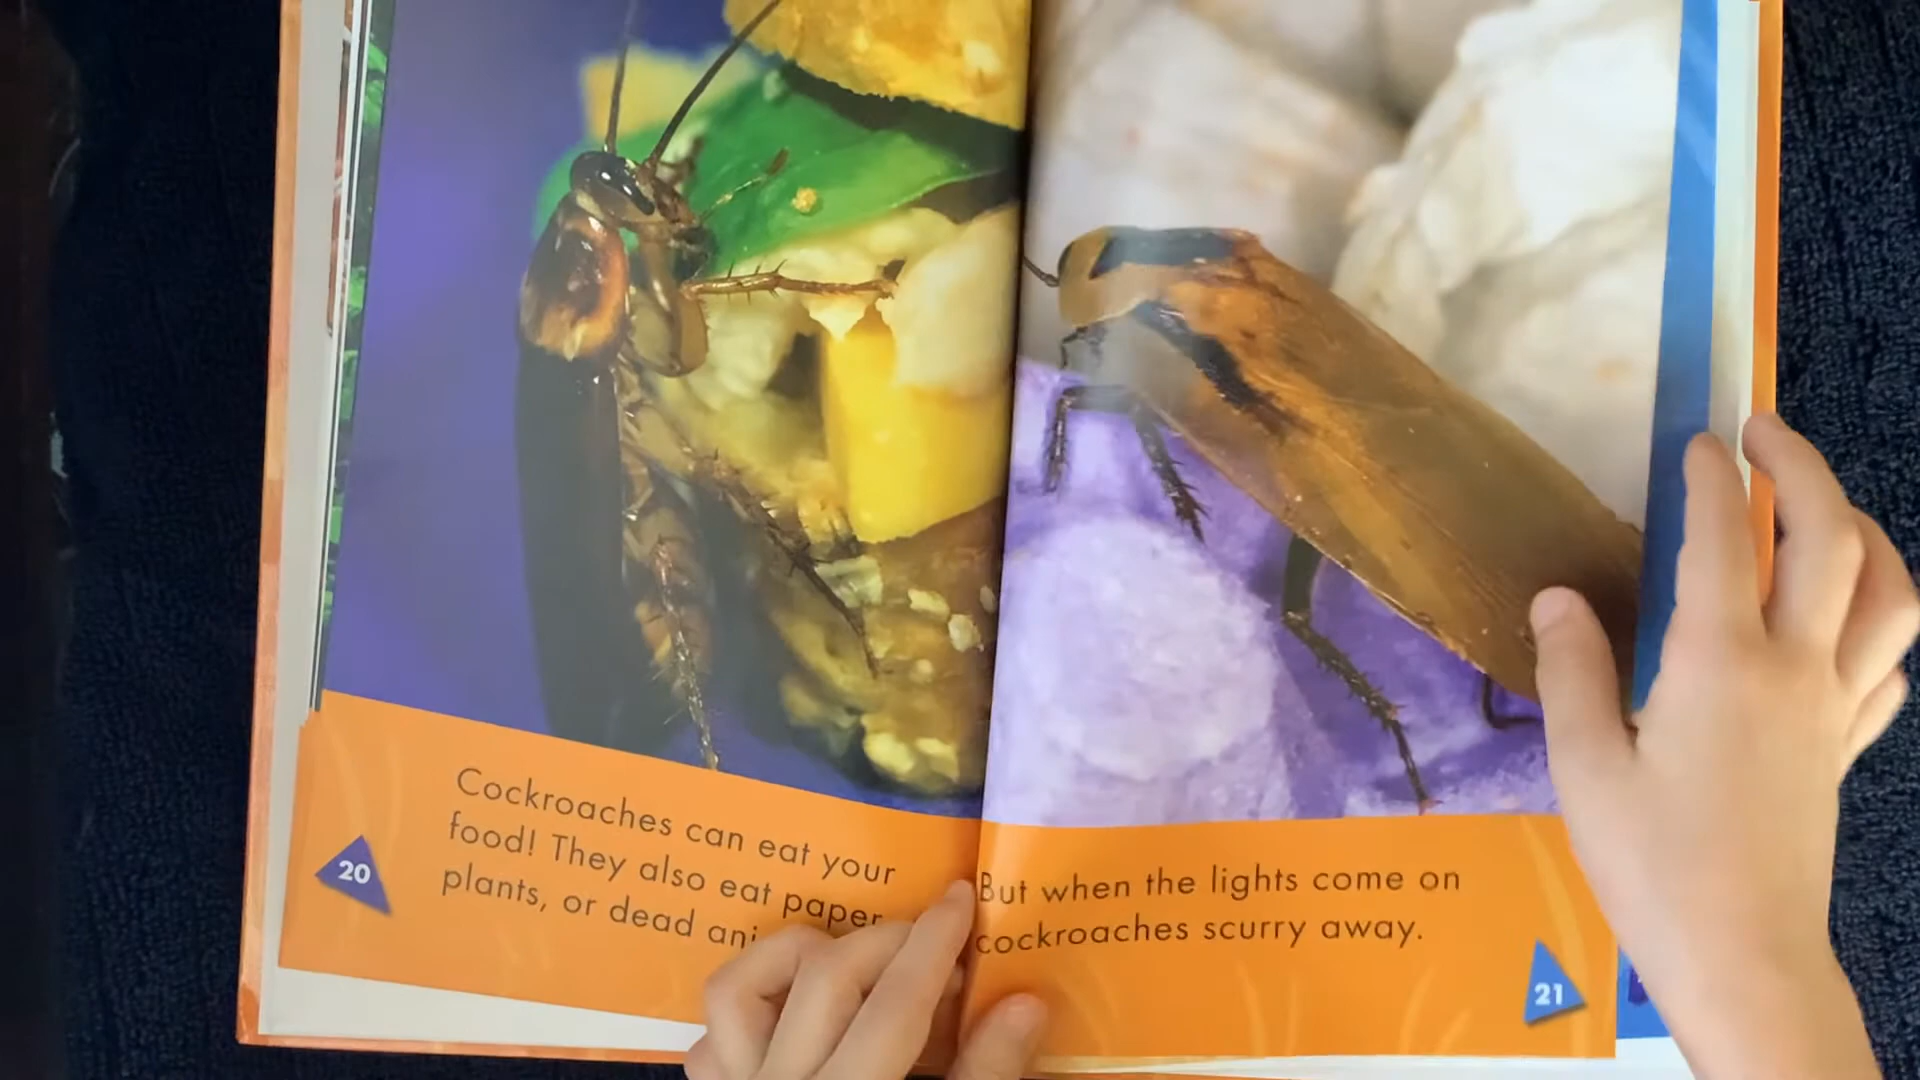 Cockroaches can eat your
food! They also eat paper
plants, or dead
20
But when the lights come on
cockroaches scurry away.
21